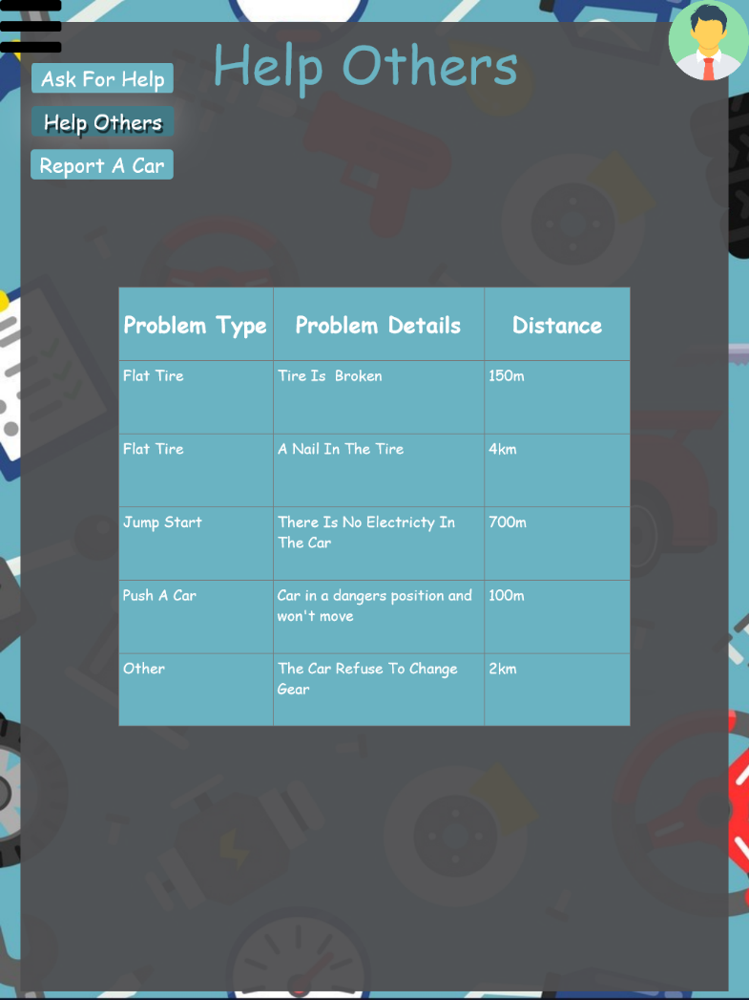 Help Others
Ask For Help
Help Others
Report A Car
Problem Type Problem Details Distance
Flat Tire Tire Is Broken 150m
Flat Tire A Nail In The Tire 4km
Jump Start There Is No Electricty In 700m
The Car
Push A Car Car in a dangers position and 100m
won't move
Other The Car Refuse To Change 2km
Gear